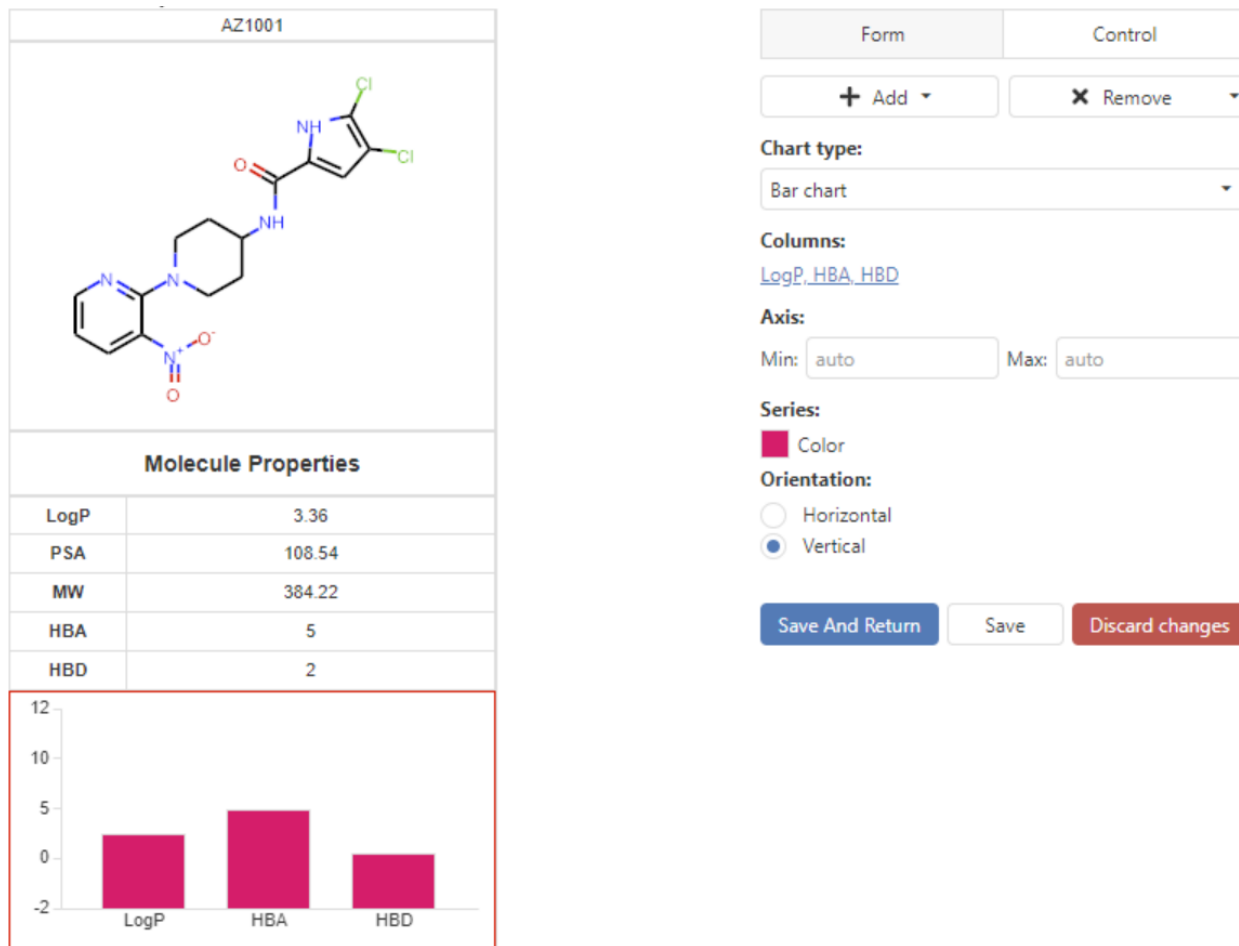 AZ1001
Cl
NH
Cl
O
NH
N
N
N+
O-
O
Molecule Properties
LogP 3.36
PSA 108.54
MW 384.22
HBA 5
HBD 2
12
10
5
0
-2
LogP HBA HBD
Form Control
+ Add Remove
Chart type:
Bar chart
Columns:
LogP, HBA, HBD
Axis:
Min: auto Max: auto
Series:
Color
Orientation:
Horizontal
Vertical
Save And Return Save Discard changes